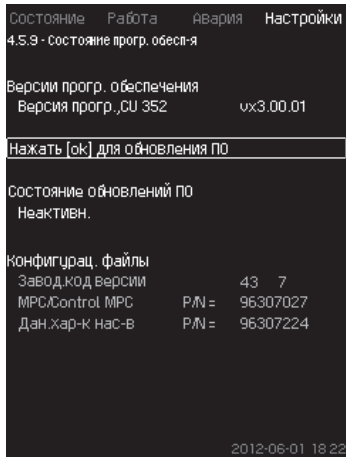 Состояние Работа Авария Настройки
4.5.9 - Состояние прогр. обесп-я
Версии прогр. обеспечения
Версия прогр.,CU 352 vx3.00.01
Нажать [ok] для обновления ПО
Состояние обновлений ПО
Неактивн.
Конфигурац. файлы
Завод.код версии 43 7
MPC/Control MPC P/N = 96307027
Дан.хар-к нас-в P/N = 96307224
2012-06-01 18:22